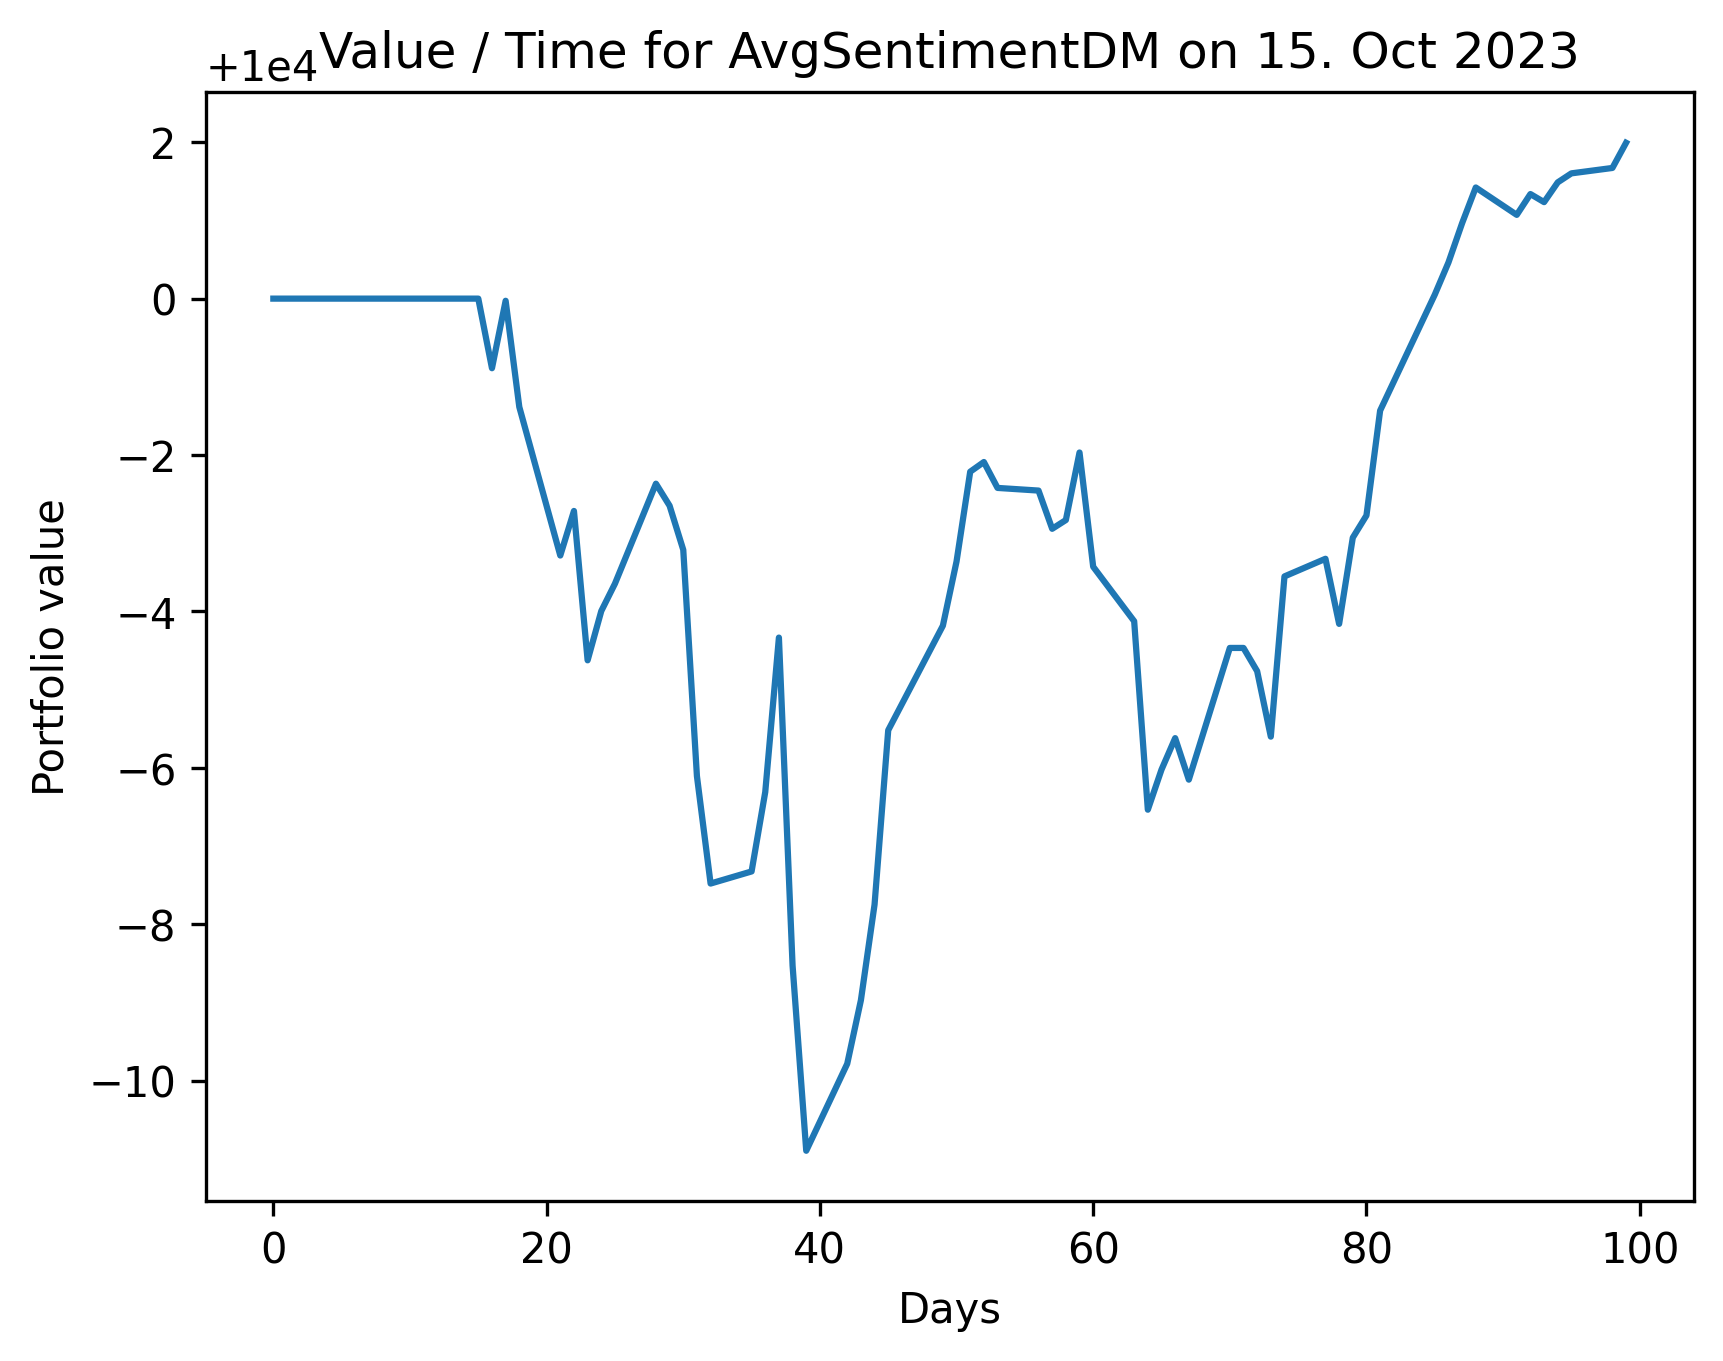 Value / Time for AvgSentimentDM on 15. Oct 2023
+1e4
2
0
−2
−4
−6
−8
−10
Portfolio value
0 20 40 60 80 100
Days